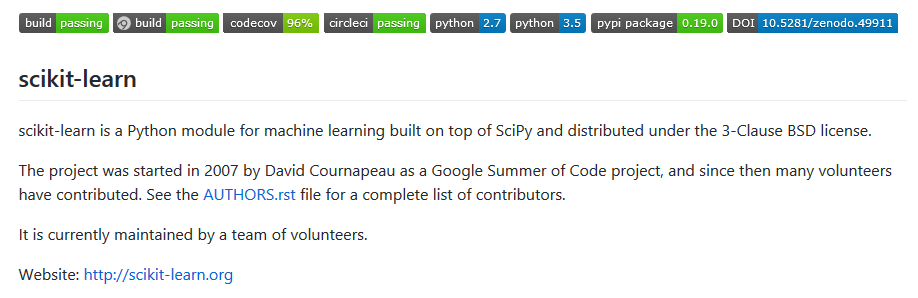 build passing build passing codecov 96% circleci passing python 2.7 python 3.5 pypi package 0.19.0 DOI 10.5281/zenodo.49911
scikit-learn
scikit-learn is a Python module for machine learning built on top of SciPy and distributed under the 3-Clause BSD license.
The project was started in 2007 by David Cournapeau as a Google Summer of Code project, and since then many volunteers
have contributed. See the AUTHORS.rst file for a complete list of contributors.
It is currently maintained by a team of volunteers.
Website: http://scikit-learn.org